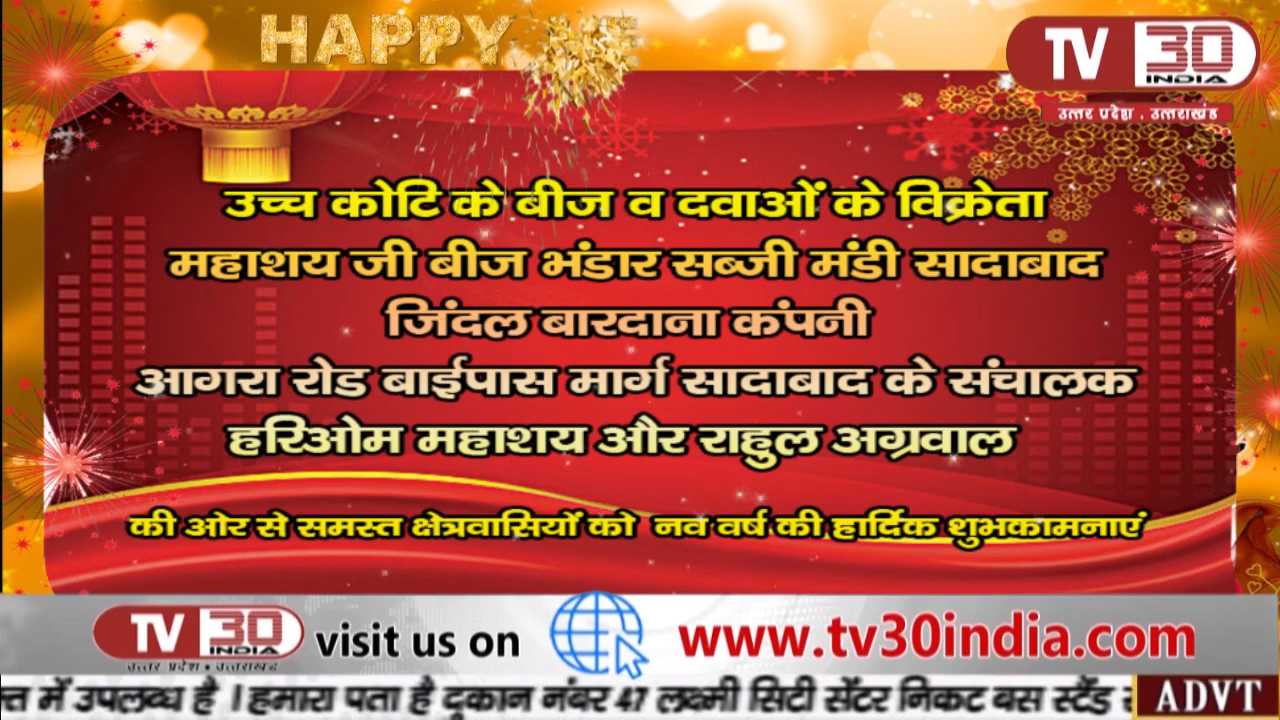 HAPPY
TV 30
INDIA
उत्तर प्रदेश . उत्तराखंड
उच्च कोटि के बीज व दवाओं के विक्रेता
महाशय जी बीज भंडार सब्जी मंडी सादाबाद
जिंदल बारदाना कंपनी
आगरा रोड बाईपास मार्ग सादाबाद के संचालक
हरिओम महाशय और राहुल अग्रवाल
की ओर से समस्त क्षेत्रवासियों को नव वर्ष की हार्दिक शुभकामनाएं
TV 30
INDIA
उत्तर प्रदेश • उत्तराखंड
visit us on www.tv30india.com
में उपलब्ध है । हमारा पता है दुकान नंबर 47 लक्ष्मी सिटी सेंटर निकट बस स्टैंड
ADVT